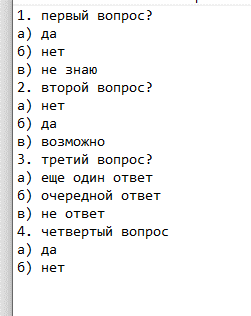 1. первый вопрос?
а) да
б) нет
в) не знаю
2. второй вопрос?
а) нет
б) да
в) возможно
3. третий вопрос?
а) еще один ответ
б) очередной ответ
в) не ответ
4. четвертый вопрос
а) да
б) нет